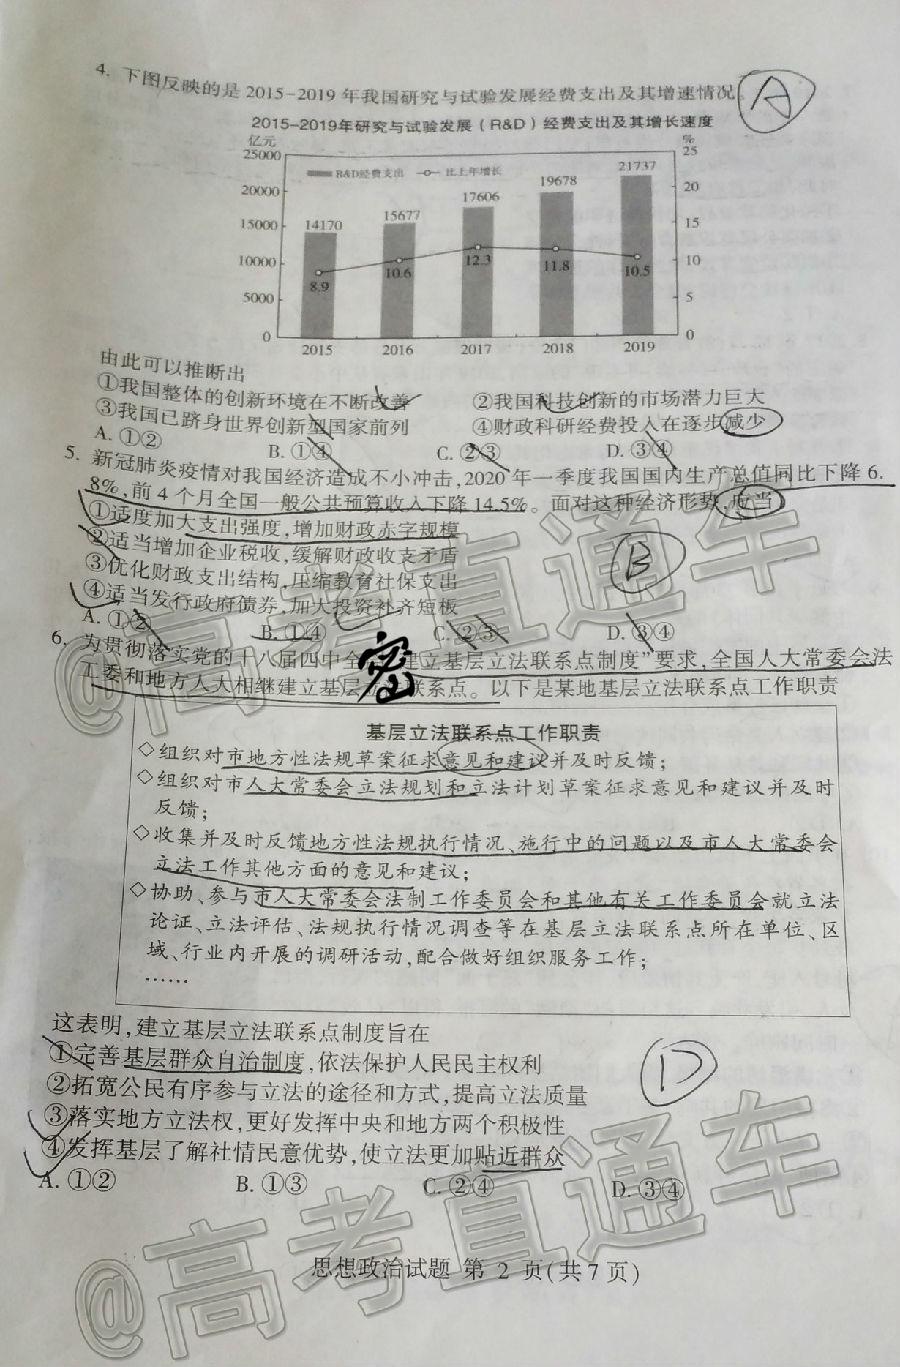 4. 下图反映的是2015-2019年我国研究与试验发展经费支出及其增速情况
A
2015-2019年研究与试验发展(R&D)经费支出及其增长速度
亿元 %
25000 25
R&D经费支出 比上年增长
20000 20
15000 15
10000 10
5000 5
0 0
14170 15677 17606 19678 21737
8.9 10.6 12.3 11.8 10.5
2015 2016 2017 2018 2019
由此可以推断出
①我国整体的创新环境在不断改善 ②我国科技创新的市场潜力巨大
③我国已跻身世界创新型国家前列 ④财政科研经费投入在逐步减少
A. ①② B. ①④ C. ②③ D. ③④
5. 新冠肺炎疫情对我国经济造成不小冲击,2020年一季度我国国内生产总值同比下降6.
8%,前4个月全国一般公共预算收入下降14.5%。面对这种经济形势,应当
①适度加大支出强度,增加财政赤字规模
②适当增加企业税收,缓解财政收支矛盾
③优化财政支出结构,压缩教育社保支出
④适当发行政府债券,加大投资补齐短板
B
A. ①② B. ①④ C. ②③ D. ③④
6. 为贯彻落实党的十八届四中全 建立基层立法联系点制度”要求,全国人大常委会法
工委和地方人大相继建立基层 联系点。以下是某地基层立法联系点工作职责
密
基层立法联系点工作职责
◇组织对市地方性法规草案征求意见和建议并及时反馈;
◇组织对市人大常委会立法规划和立法计划草案征求意见和建议并及时
反馈;
◇收集并及时反馈地方性法规执行情况、施行中的问题以及市人大常委会
立法工作其他方面的意见和建议;
◇协助、参与市人大常委会法制工作委员会和其他有关工作委员会就立法
论证、立法评估、法规执行情况调查等在基层立法联系点所在单位、区
域、行业内开展的调研活动,配合做好组织服务工作;
……
这表明,建立基层立法联系点制度旨在
①完善基层群众自治制度,依法保护人民民主权利
②拓宽公民有序参与立法的途径和方式,提高立法质量
③落实地方立法权,更好发挥中央和地方两个积极性
④发挥基层了解社情民意优势,使立法更加贴近群众
D
A. ①② B. ①③ C. ②④ D. ③④
思想政治试题 第 2 页(共7页)
@高考直通车
@高考直通车